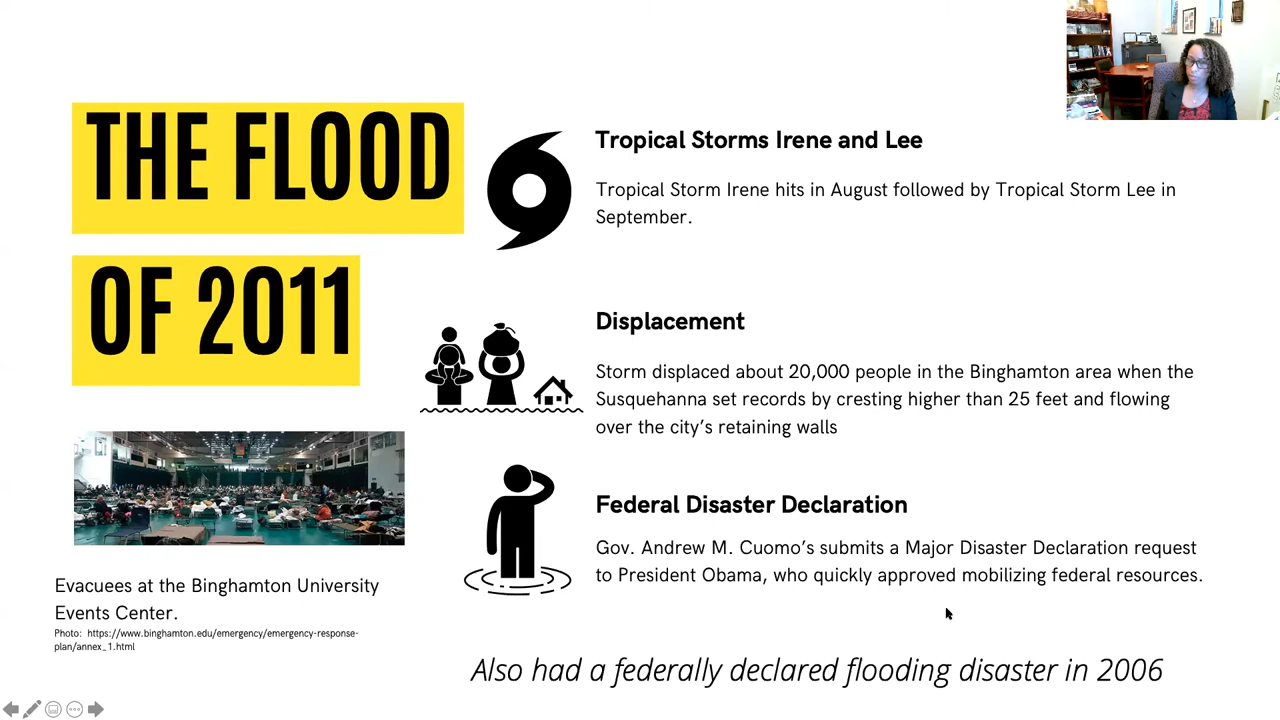 THE FLOOD
OF 2011
Evacuees at the Binghamton University
Events Center.
Photo: https://www.binghamton.edu/emergency/emergency-response-
plan/annex_1.html
Tropical Storms Irene and Lee
Tropical Storm Irene hits in August followed by Tropical Storm Lee in
September.
Displacement
Storm displaced about 20,000 people in the Binghamton area when the
Susquehanna set records by cresting higher than 25 feet and flowing
over the city’s retaining walls
Federal Disaster Declaration
Gov. Andrew M. Cuomo’s submits a Major Disaster Declaration request
to President Obama, who quickly approved mobilizing federal resources.
Also had a federally declared flooding disaster in 2006